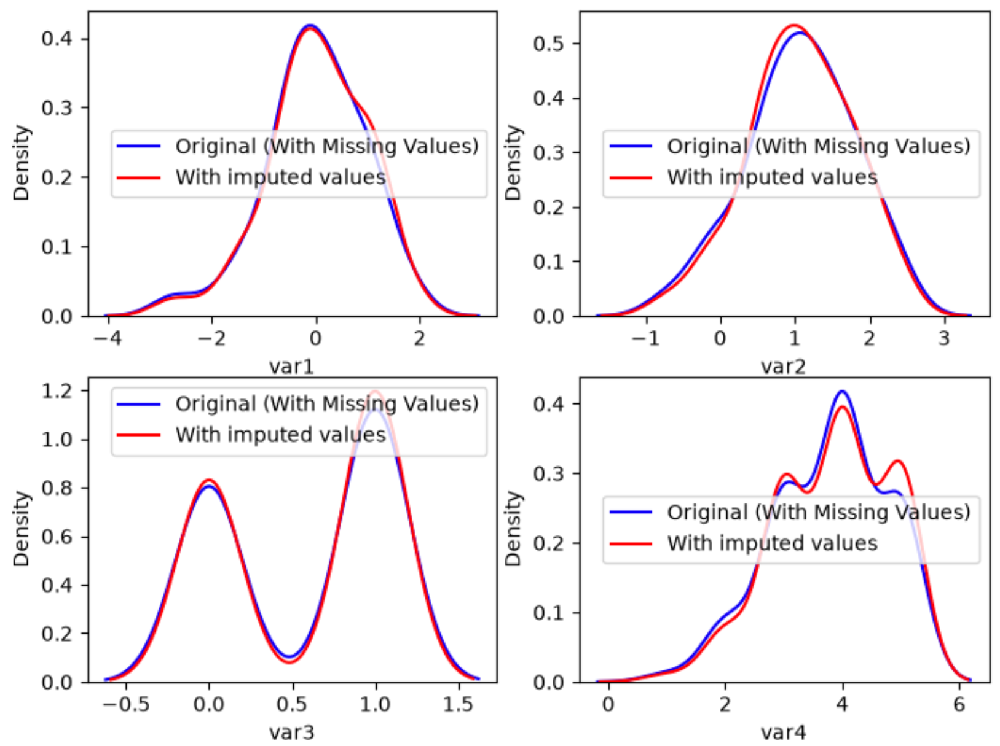 0.4
0.3
0.2
0.1
0.0
Density
Original (With Missing Values)
With imputed values
−4 −2 0 2
var1
0.5
0.4
0.3
0.2
0.1
0.0
Density
Original (With Missing Values)
With imputed values
−1 0 1 2 3
var2
1.2
1.0
0.8
0.6
0.4
0.2
0.0
Density
Original (With Missing Values)
With imputed values
−0.5 0.0 0.5 1.0 1.5
var3
0.4
0.3
0.2
0.1
0.0
Density
Original (With Missing Values)
With imputed values
0 2 4 6
var4